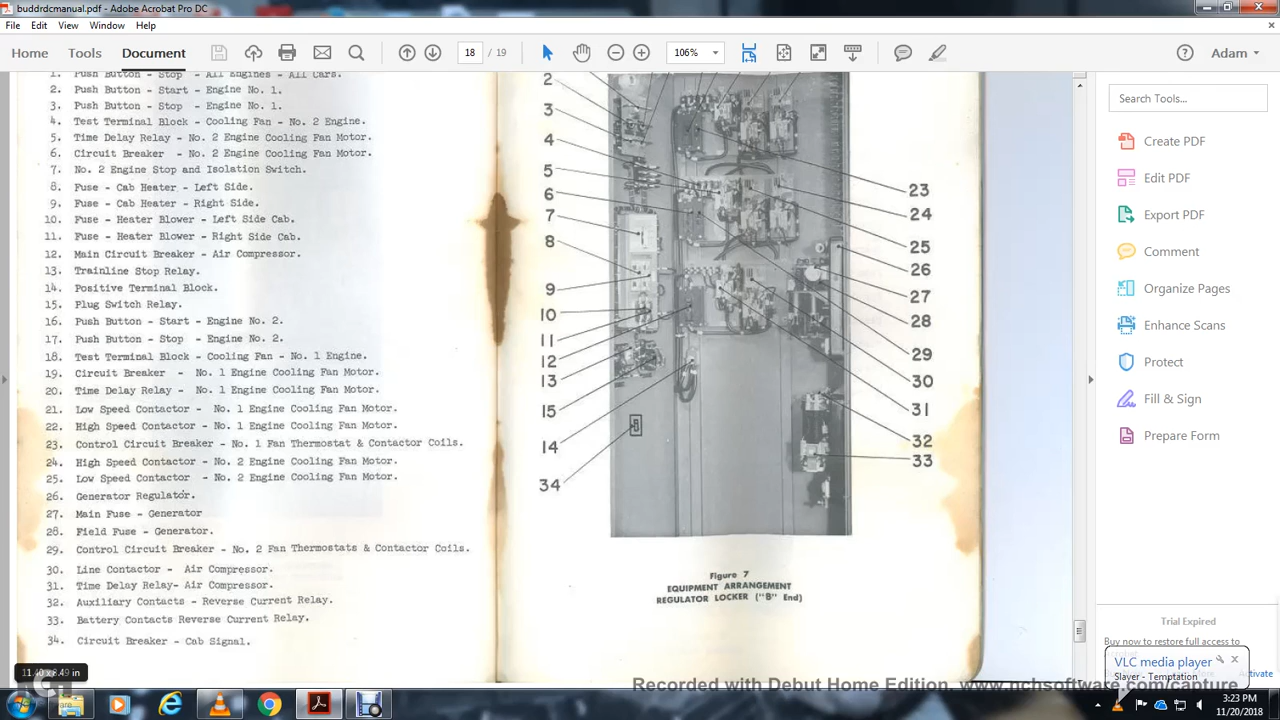 buddrdcmanual.pdf - Adobe Acrobat Pro DC
File Edit View Window Help
Home Tools Document 18 / 19 106% Adam
1. Push Button - Stop - All Engines - All Cars.
2. Push Button - Start - Engine No. 1.
3. Push Button - Stop - Engine No. 1.
4. Test Terminal Block - Cooling Fan - No. 2 Engine.
5. Time Delay Relay - No. 2 Engine Cooling Fan Motor.
6. Circuit Breaker - No. 2 Engine Cooling Fan Motor.
7. No. 2 Engine Stop and Isolation Switch.
8. Fuse - Cab Heater - Left Side.
9. Fuse - Cab Heater - Right Side.
10. Fuse - Heater Blower - Left Side Cab.
11. Fuse - Heater Blower - Right Side Cab.
12. Main Circuit Breaker - Air Compressor.
13. Trainline Stop Relay.
14. Positive Terminal Block.
15. Plug Switch Relay.
16. Push Button - Start - Engine No. 2.
17. Push Button - Stop - Engine No. 2.
18. Test Terminal Block - Cooling Fan - No. 1 Engine.
19. Circuit Breaker - No. 1 Engine Cooling Fan Motor.
20. Time Delay Relay - No. 1 Engine Cooling Fan Motor.
21. Low Speed Contactor - No. 1 Engine Cooling Fan Motor.
22. High Speed Contactor - No. 1 Engine Cooling Fan Motor.
23. Control Circuit Breaker - No. 1 Fan Thermostat & Contactor Coils.
24. High Speed Contactor - No. 2 Engine Cooling Fan Motor.
25. Low Speed Contactor - No. 2 Engine Cooling Fan Motor.
26. Generator Regulator.
27. Main Fuse - Generator
28. Field Fuse - Generator.
29. Control Circuit Breaker - No. 2 Fan Thermostats & Contactor Coils.
30. Line Contactor - Air Compressor.
31. Time Delay Relay- Air Compressor.
32. Auxiliary Contacts - Reverse Current Relay.
33. Battery Contacts Reverse Current Relay.
34. Circuit Breaker - Cab Signal.
2
3
4
5
6
7
8
9
10
11
12
13
15
14
34
23
24
25
26
27
28
29
30
31
32
33
Figure 7
EQUIPMENT ARRANGEMENT
REGULATOR LOCKER ("B" End)
Search Tools...
Create PDF
Edit PDF
Export PDF
Comment
Organize Pages
Enhance Scans
Protect
Fill & Sign
Prepare Form
Trial Expired
Buy now to restore full access to
VLC media player
Slayer - Temptation
Activate
11.40 x 8.49 in
Recorded with Debut Home Edition. www.nchsoftware.com/capture
3:23 PM
11/20/2018